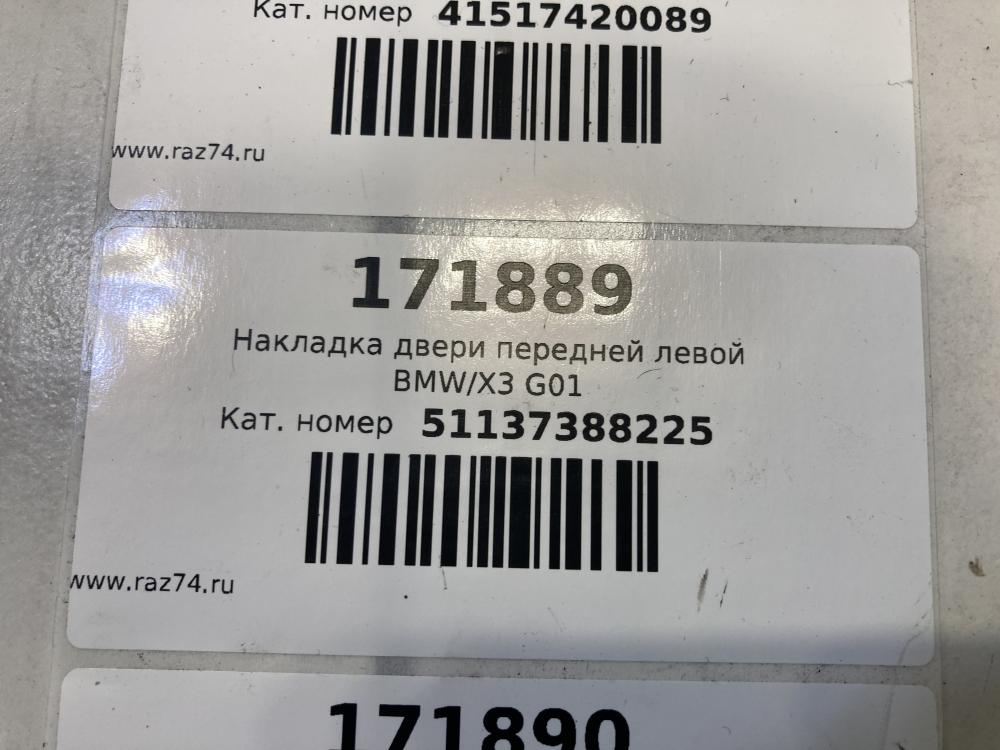 Кат. номер 41517420089
www.raz74.ru
171889
Накладка двери передней левой
BMW/X3 G01
Кат. номер 51137388225
www.raz74.ru
171890